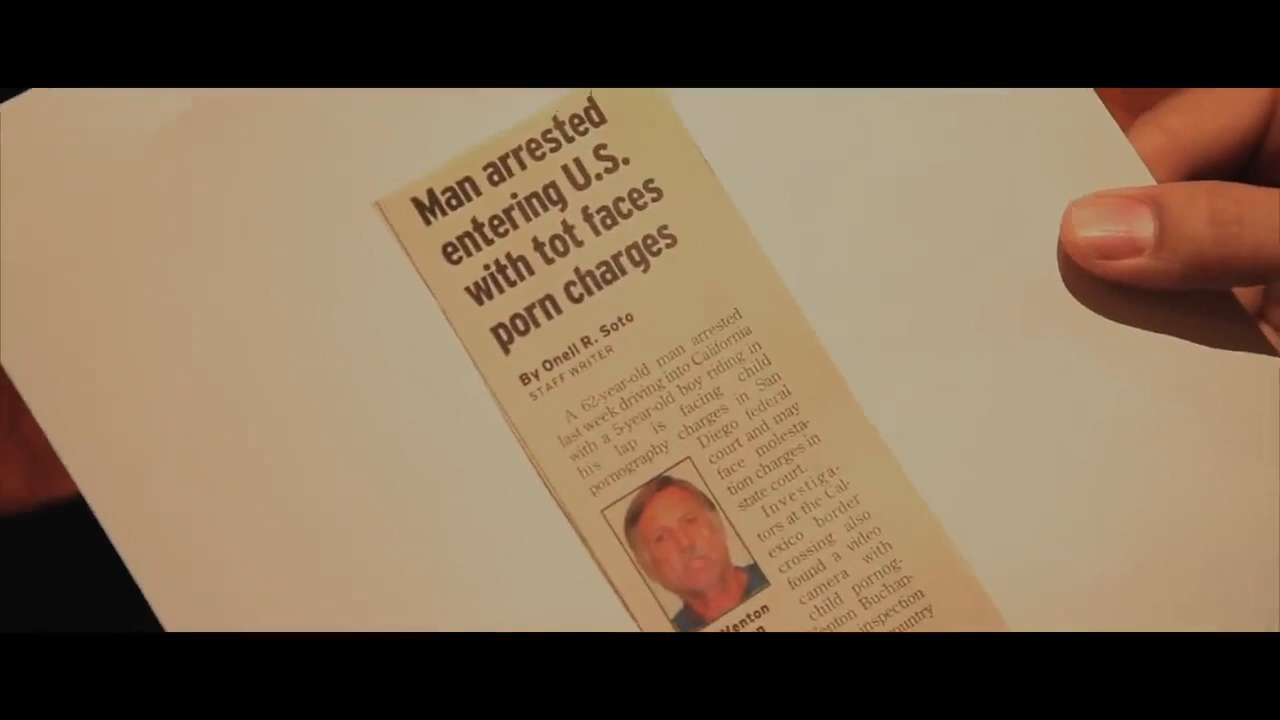 Man arrested
entering U.S.
with tot faces
porn charges
By Onell R. Soto
STAFF WRITER
A 62-year-old man arrested
last week driving into California
with a 5-year-old boy riding in
his lap is facing child
pornography charges in San
Diego federal
court and may
face molesta-
tion charges in
state court.
Investiga-
tors at the Cal-
exico border
crossing also
found a video
camera with
child pornog-
Buchan-
inspection